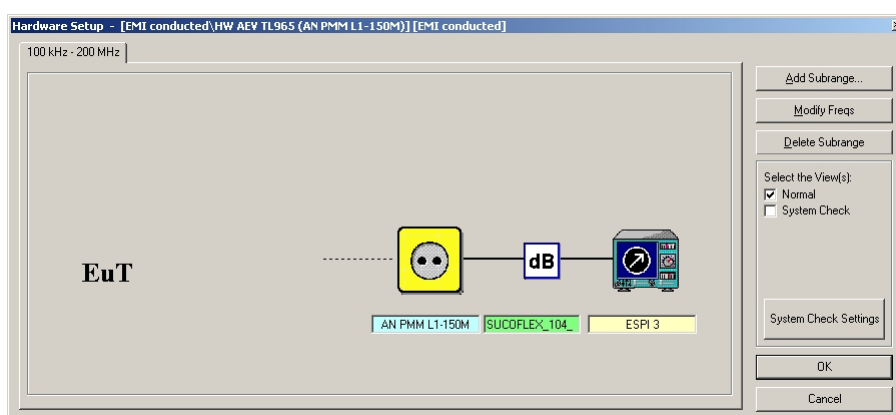 Hardware Setup - [EMI conducted\HW AEV TL965 (AN PMM L1-150M)] [EMI conducted]
100 kHz - 200 MHz
Add Subrange...
Modify Freqs
Delete Subrange
Select the View(s):
Normal
System Check
dB
EuT
AN PMM L1-150M SUCOFLEX_104_ ESPI 3
System Check Settings
OK
Cancel